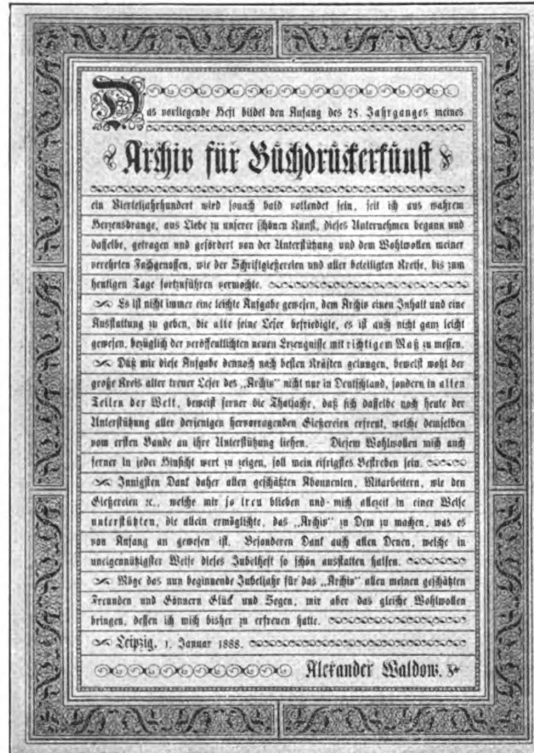 Das vorliegende Heft bildet den Anfang des 25. Jahrganges meines
Archiv für Buchdruckerkunst
ein Vierteljahrhundert wird sonach bald vollendet sein, seit ich aus wahrem
Herzensdrange, aus Liebe zu unserer schönen Kunst, dieses Unternehmen begann und
dasselbe, getragen und gefördert von der Unterstützung und dem Wohlwollen meiner
verehrten Fachgenossen, wie der Schriftgießereien und aller beteiligten Kreise, bis zum
heutigen Tage fortzuführen vermochte.
Es ist nicht immer eine leichte Aufgabe gewesen, dem Archiv einen Inhalt und eine
Ausstattung zu geben, die alle seine Leser befriedigte, es ist auch nicht ganz leicht
gewesen, bezüglich der veröffentlichten neuen Erzeugnisse mit richtigem Maß zu messen.
Daß mir diese Aufgabe dennoch nach besten Kräften gelungen, beweist wohl der
große Kreis alter treuer Leser des „Archiv" nicht nur in Deutschland, sondern in allen
Teilen der Welt, beweist ferner die Thatsache, daß sich dasselbe noch heute der
Unterstützung aller derjenigen hervorragenden Gießereien erfreut, welche demselben
vom ersten Bande an ihre Unterstützung liehen. — Diesem Wohlwollen mich auch
ferner in jeder Hinsicht wert zu zeigen, soll mein eifrigstes Bestreben sein.
Innigsten Dank daher allen geschätzten Abonnenten, Mitarbeitern, wie den
Gießereien ꝛc., welche mir so treu blieben und mich allezeit in einer Weise
unterstützten, die allein ermöglichte, das „Archiv" zu Dem zu machen, was es
von Anfang an gewesen ist. Besonderen Dank auch allen Denen, welche in
uneigennützigster Weise dieses Jubelheft so schön ausstatten halfen.
Möge das nun beginnende Jubeljahr für das „Archiv" allen meinen geschätzten
Freunden und Gönnern Glück und Segen, mir aber das gleiche Wohlwollen
bringen, dessen ich mich bisher zu erfreuen hatte.
Leipzig, 1. Januar 1888.
Alexander Waldow.